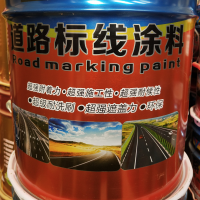 道路标线涂料
Road marking paint
超强附着力·超强施工性·超强耐候性
·超级耐洗刷·超强遮盖力·环保